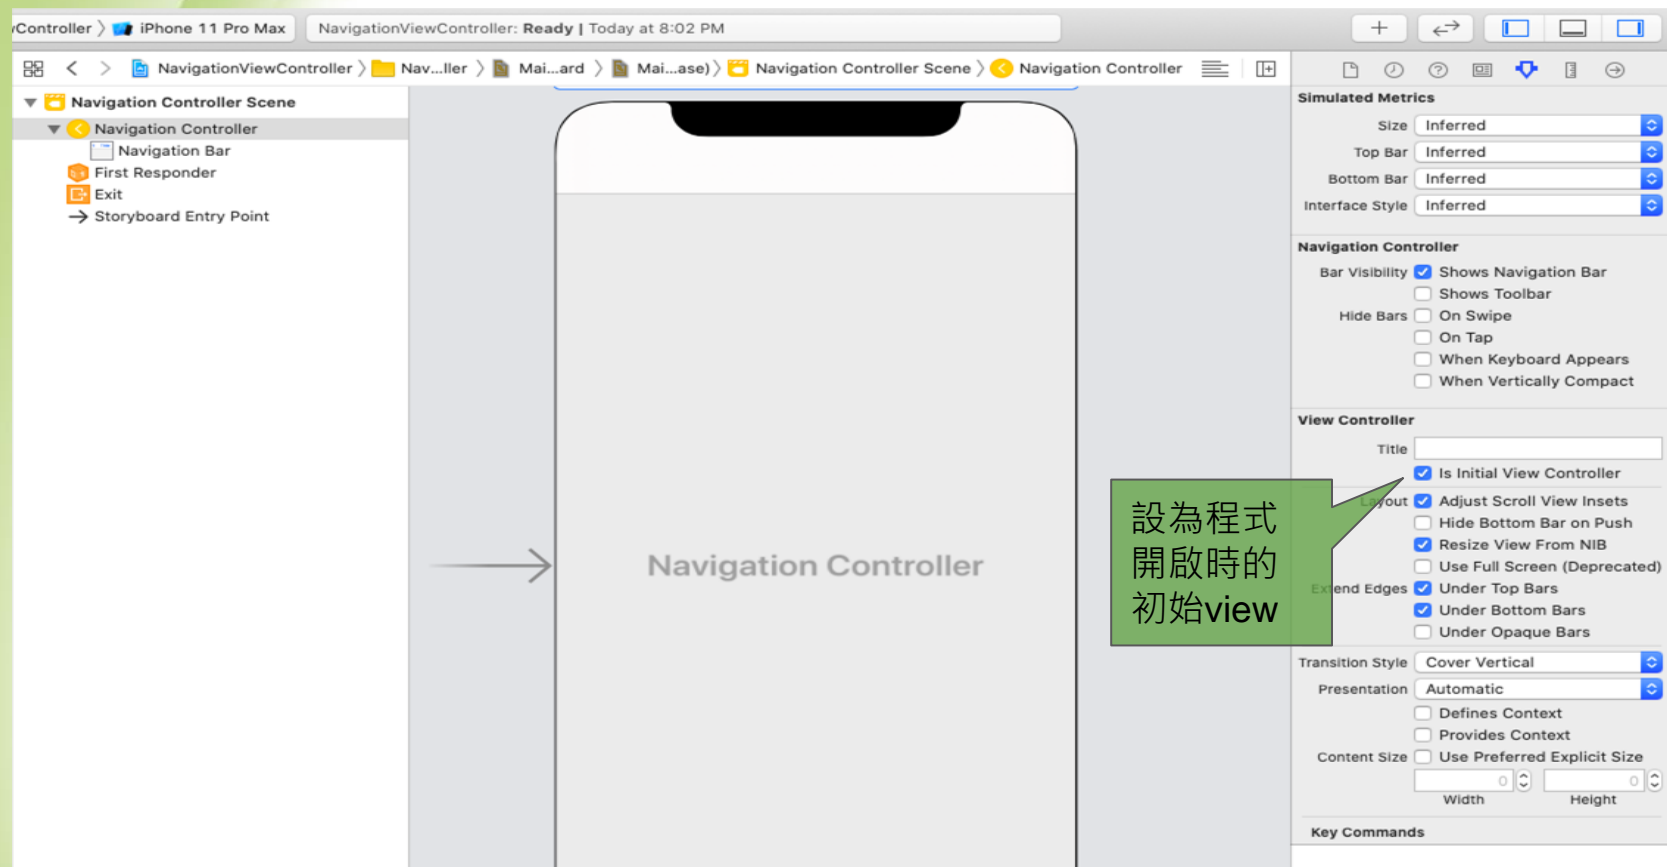 vController 〉 iPhone 11 Pro Max NavigationViewController: Ready | Today at 8:02 PM
NavigationViewController 〉 Nav...ller 〉 Mai...ard 〉 Mai...ase) 〉 Navigation Controller Scene 〉 Navigation Controller
Navigation Controller Scene
Navigation Controller
Navigation Bar
First Responder
Exit
Storyboard Entry Point
Navigation Controller
設為程式
開啟時的
初始view
Simulated Metrics
Size Inferred
Top Bar Inferred
Bottom Bar Inferred
Interface Style Inferred
Navigation Controller
Bar Visibility Shows Navigation Bar
Shows Toolbar
Hide Bars On Swipe
On Tap
When Keyboard Appears
When Vertically Compact
View Controller
Title
Is Initial View Controller
Layout Adjust Scroll View Insets
Hide Bottom Bar on Push
Resize View From NIB
Use Full Screen (Deprecated)
Extend Edges Under Top Bars
Under Bottom Bars
Under Opaque Bars
Transition Style Cover Vertical
Presentation Automatic
Defines Context
Provides Context
Content Size Use Preferred Explicit Size
0 0
Width Height
Key Commands